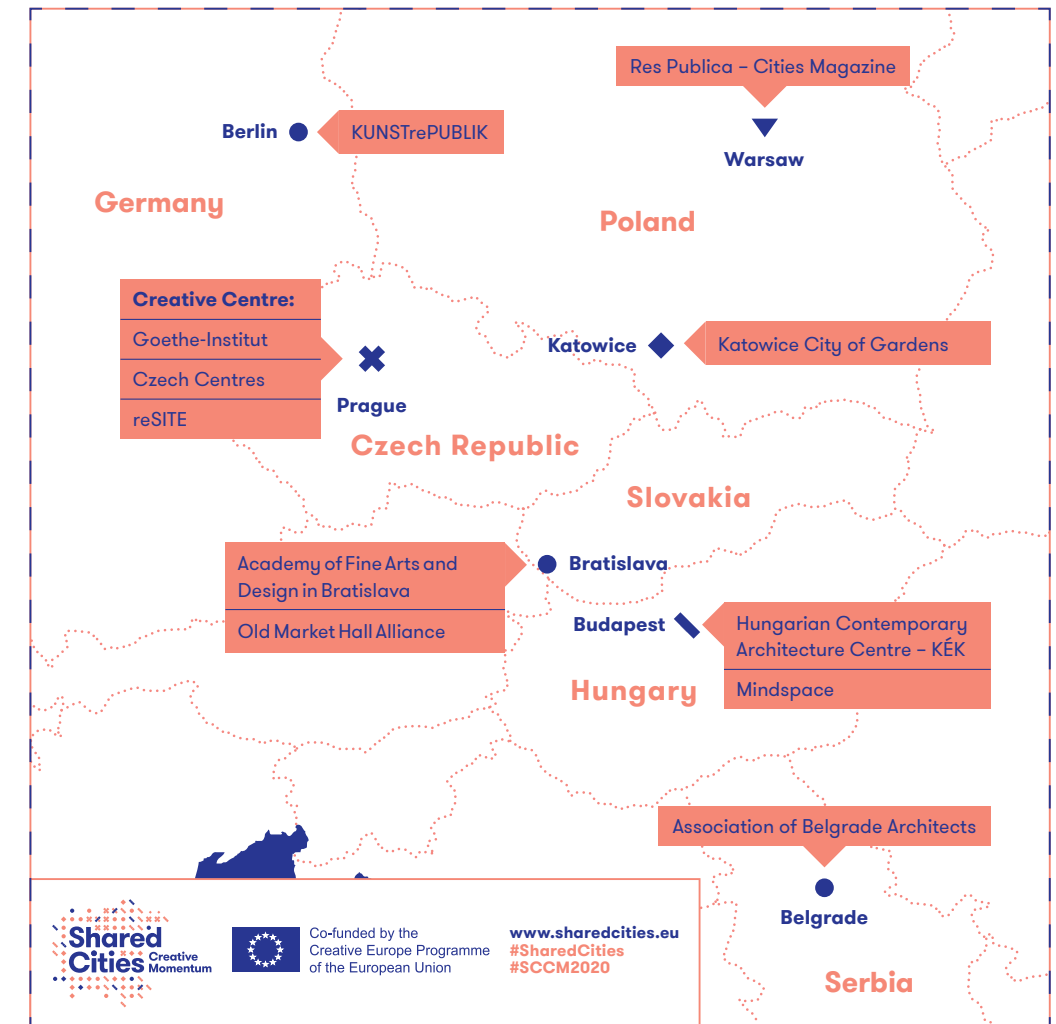 Res Publica – Cities Magazine
Berlin
KUNSTrePUBLIK
Warsaw
Germany
Poland
Creative Centre:
Goethe-Institut
Czech Centres
reSITE
Prague
Katowice
Katowice City of Gardens
Czech Republic
Slovakia
Academy of Fine Arts and
Design in Bratislava
Old Market Hall Alliance
Bratislava
Budapest
Hungarian Contemporary
Architecture Centre – KÉK
Mindspace
Hungary
Association of Belgrade Architects
Belgrade
Serbia
Shared
Cities Creative
Momentum
Co-funded by the
Creative Europe Programme
of the European Union
www.sharedcities.eu
#SharedCities
#SCCM2020